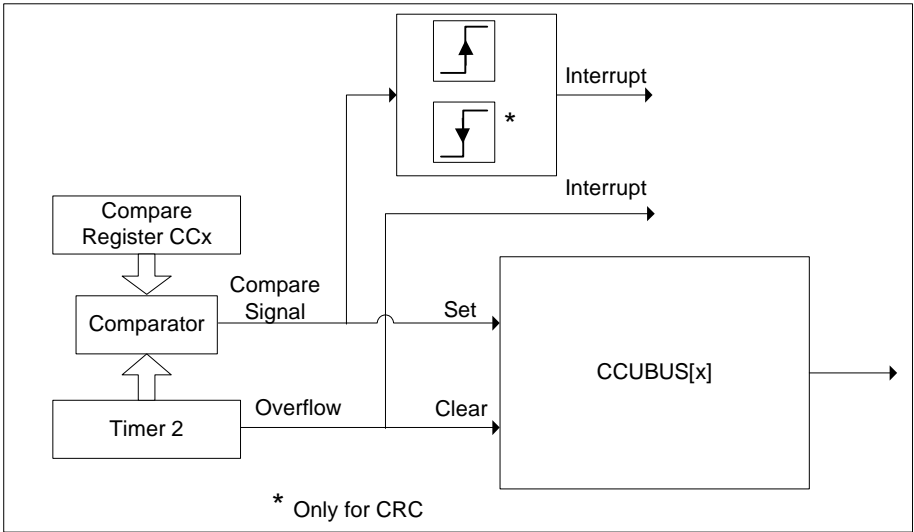 Interrupt
*
Interrupt
Compare
Register CCx
Compare
Signal
Set
Comparator
CCUBUS[x]
Overflow
Clear
Timer 2
* Only for CRC